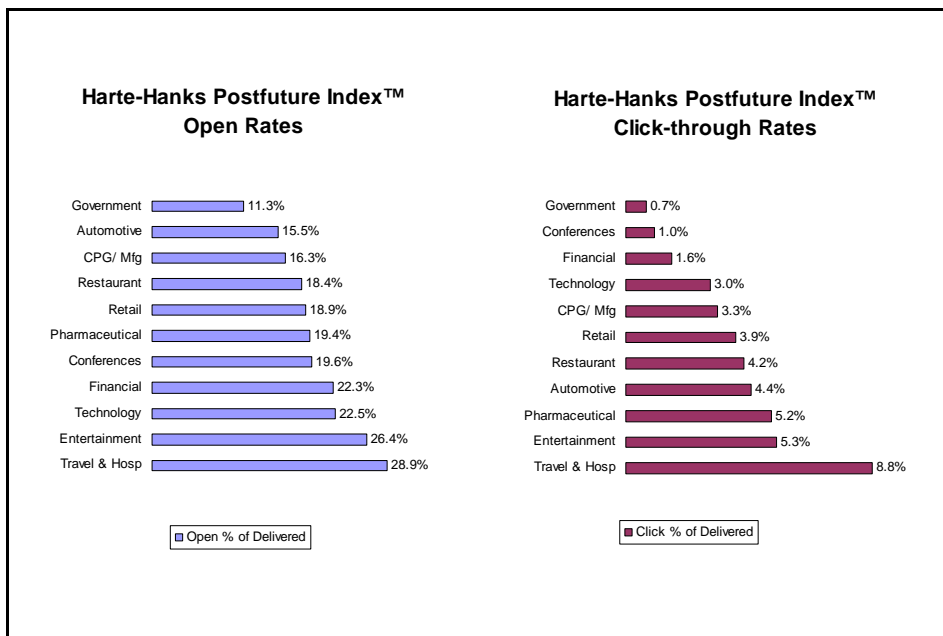 Harte-Hanks Postfuture Index™
Open Rates
Government 11.3%
Automotive 15.5%
CPG/ Mfg 16.3%
Restaurant 18.4%
Retail 18.9%
Pharmaceutical 19.4%
Conferences 19.6%
Financial 22.3%
Technology 22.5%
Entertainment 26.4%
Travel & Hosp 28.9%
Open % of Delivered
Harte-Hanks Postfuture Index™
Click-through Rates
Government 0.7%
Conferences 1.0%
Financial 1.6%
Technology 3.0%
CPG/ Mfg 3.3%
Retail 3.9%
Restaurant 4.2%
Automotive 4.4%
Pharmaceutical 5.2%
Entertainment 5.3%
Travel & Hosp 8.8%
Click % of Delivered